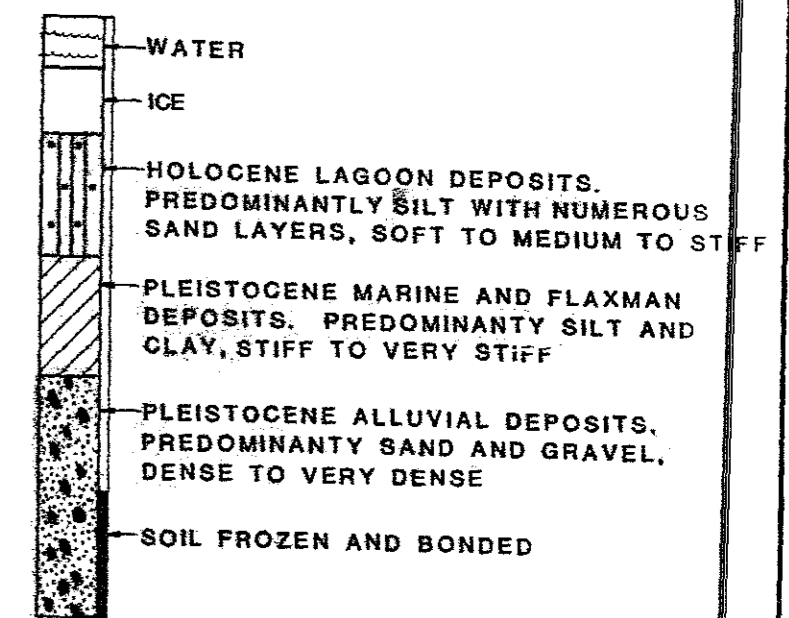 WATER
ICE
HOLOCENE LAGOON DEPOSITS.
PREDOMINANTLY SILT WITH NUMEROUS
SAND LAYERS, SOFT TO MEDIUM TO STIFF
PLEISTOCENE MARINE AND FLAXMAN
DEPOSITS. PREDOMINANTY SILT AND
CLAY, STIFF TO VERY STIFF
PLEISTOCENE ALLUVIAL DEPOSITS,
PREDOMINANTY SAND AND GRAVEL,
DENSE TO VERY DENSE
SOIL FROZEN AND BONDED